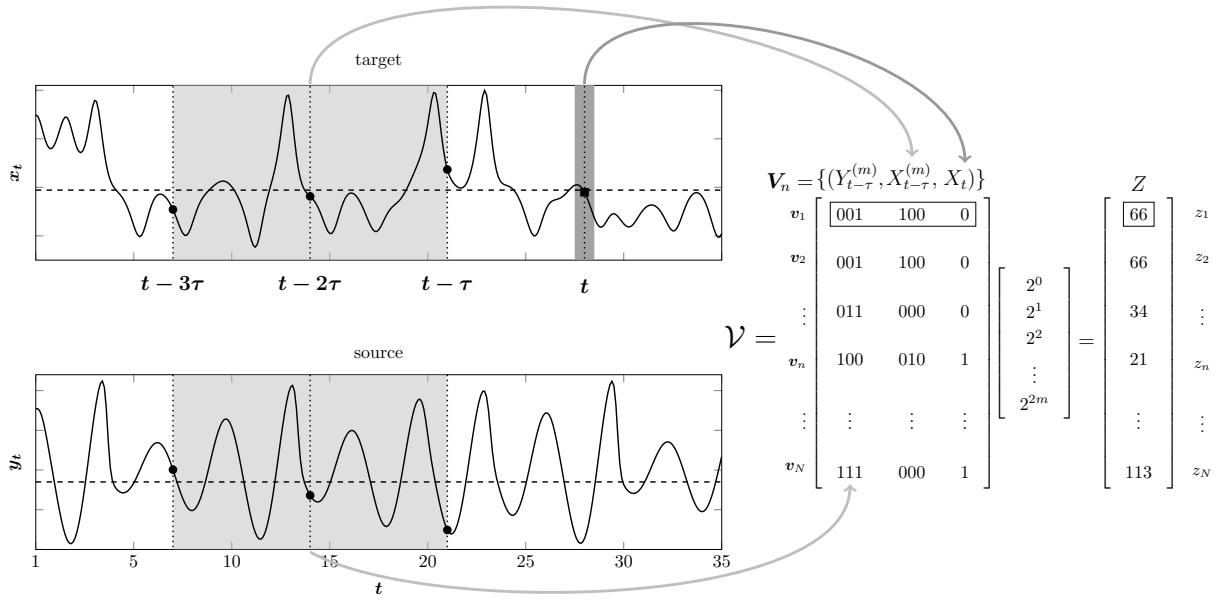 target
x_t
t − 3τ t − 2τ t − τ t
source
y_t
1 5 10 15 20 25 30 35
t
V_n = {(Y_{t−τ}^{(m)}, X_{t−τ}^{(m)}, X_t)} Z
v_1 001 100 0 66 z_1
v_2 001 100 0 66 z_2
⋮ 011 000 0 34 ⋮
v_n 100 010 1 21 z_n
⋮ ⋮ ⋮ ⋮ ⋮ ⋮
v_N 111 000 1 113 z_N
𝒱 = =
2^0
2^1
2^2
⋮
2^{2m}